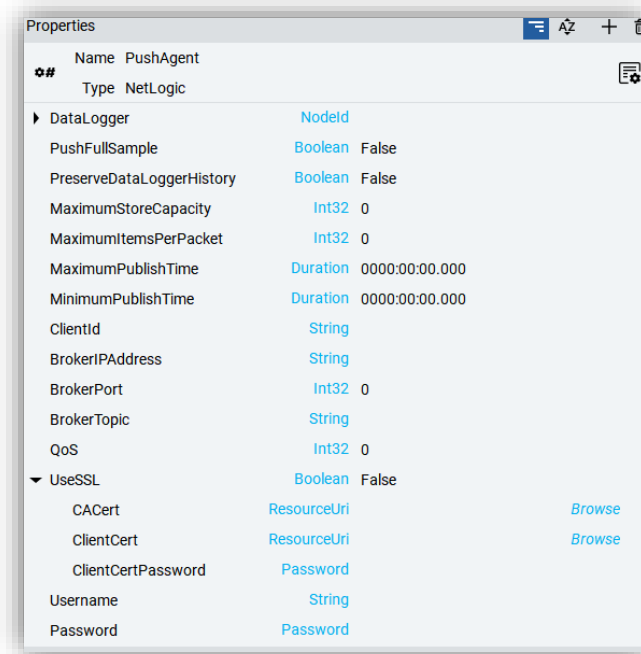 Properties
Name PushAgent
Type NetLogic
DataLogger NodeId
PushFullSample Boolean False
PreserveDataLoggerHistory Boolean False
MaximumStoreCapacity Int32 0
MaximumItemsPerPacket Int32 0
MaximumPublishTime Duration 0000:00:00.000
MinimumPublishTime Duration 0000:00:00.000
ClientId String
BrokerIPAddress String
BrokerPort Int32 0
BrokerTopic String
QoS Int32 0
UseSSL Boolean False
CACert ResourceUri Browse
ClientCert ResourceUri Browse
ClientCertPassword Password
Username String
Password Password